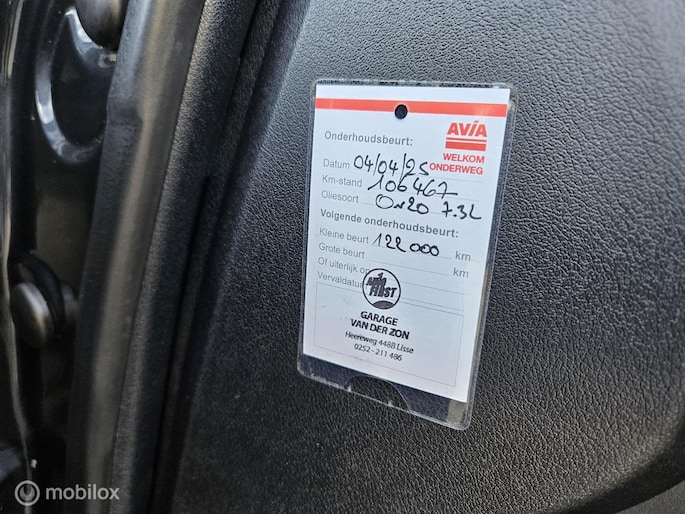 AVIA
WELKOM
ONDERWEG
Onderhoudsbeurt:
Datum 04/04/25
Km-stand 106467
Oliesoort 0w20 7.3L
Volgende onderhoudsbeurt:
Kleine beurt 122000 km
Grote beurt km
Of uiterlijk op
Vervaldatum
FIRST
GARAGE
VAN DER ZON
Heereweg 448B Lisse
0252 - 211 486
mobilox